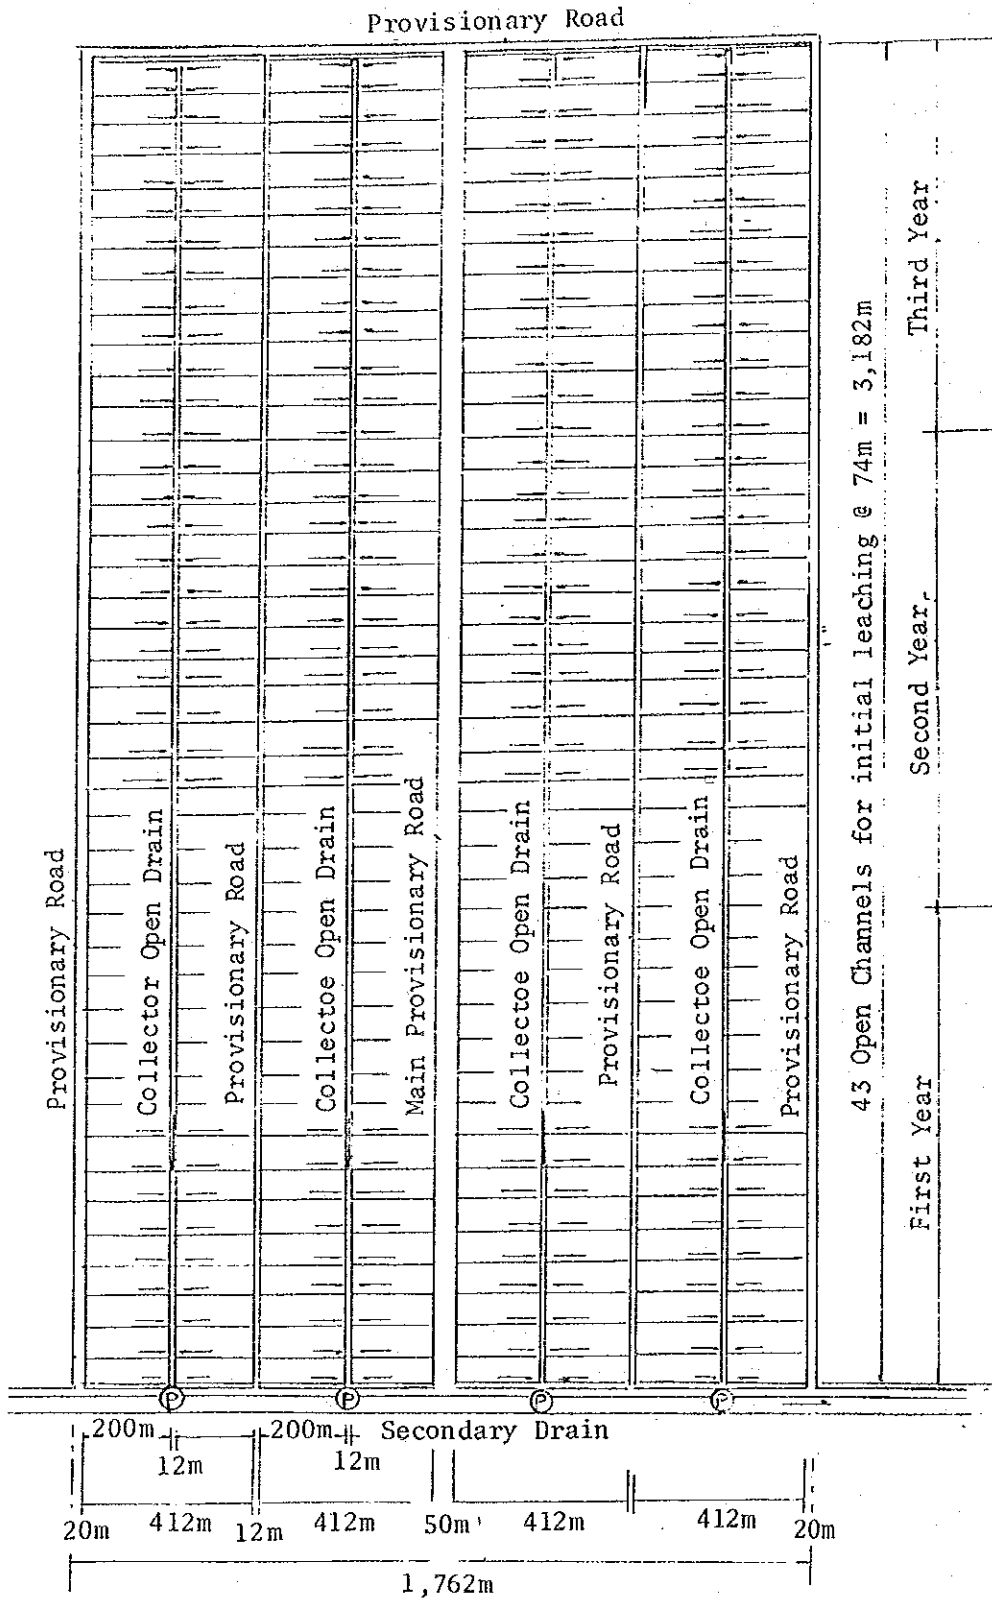 Provisionary Road
Third Year
43 Open Channels for initial leaching @ 74m = 3,182m
Second Year.
First Year
Provisionary Road
Collector Open Drain
Provisionary Road
Collectoe Open Drain
Main Provisionary Road
Collectoe Open Drain
Provisionary Road
Collectoe Open Drain
Provisionary Road
P P P P
200m 200m Secondary Drain
12m 12m
20m 412m 12m 412m 50m 412m 412m 20m
1,762m